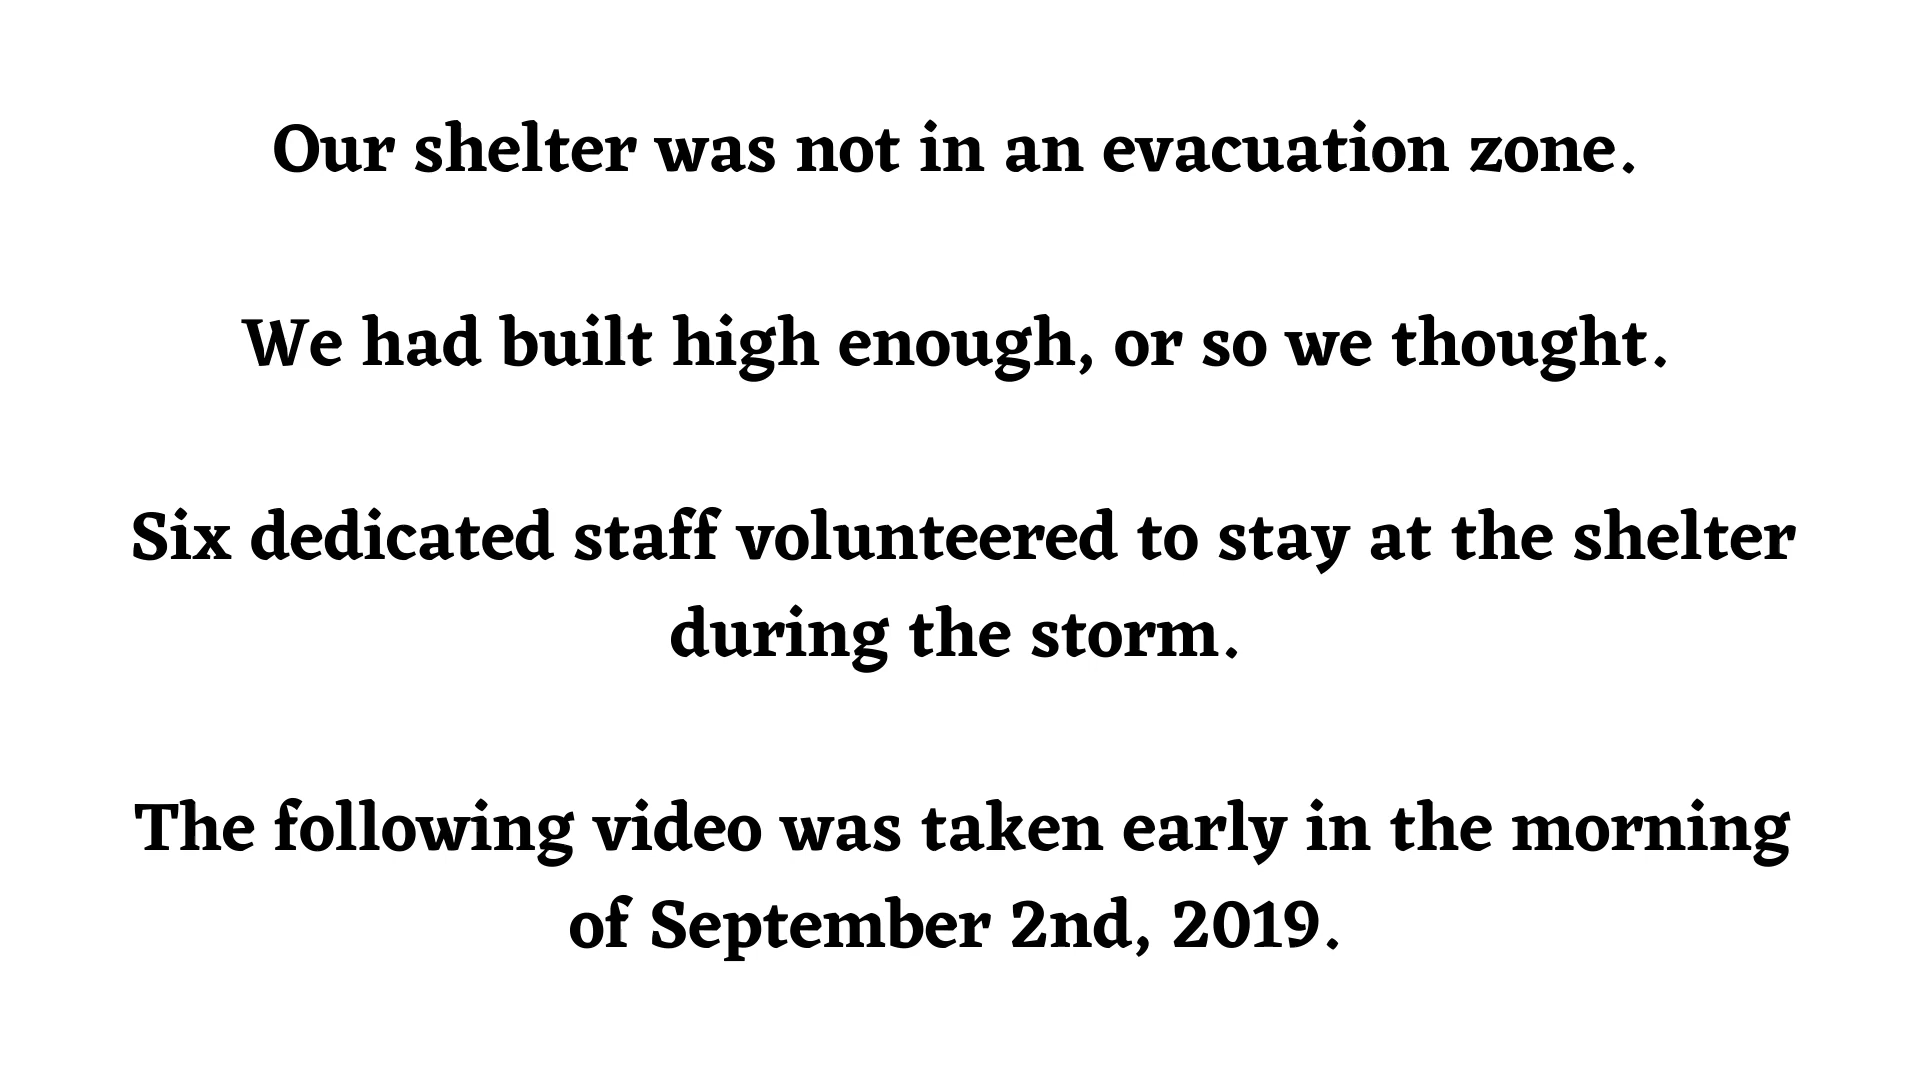 Our shelter was not in an evacuation zone.
We had built high enough, or so we thought.
Six dedicated staff volunteered to stay at the shelter
during the storm.
The following video was taken early in the morning
of September 2nd, 2019.